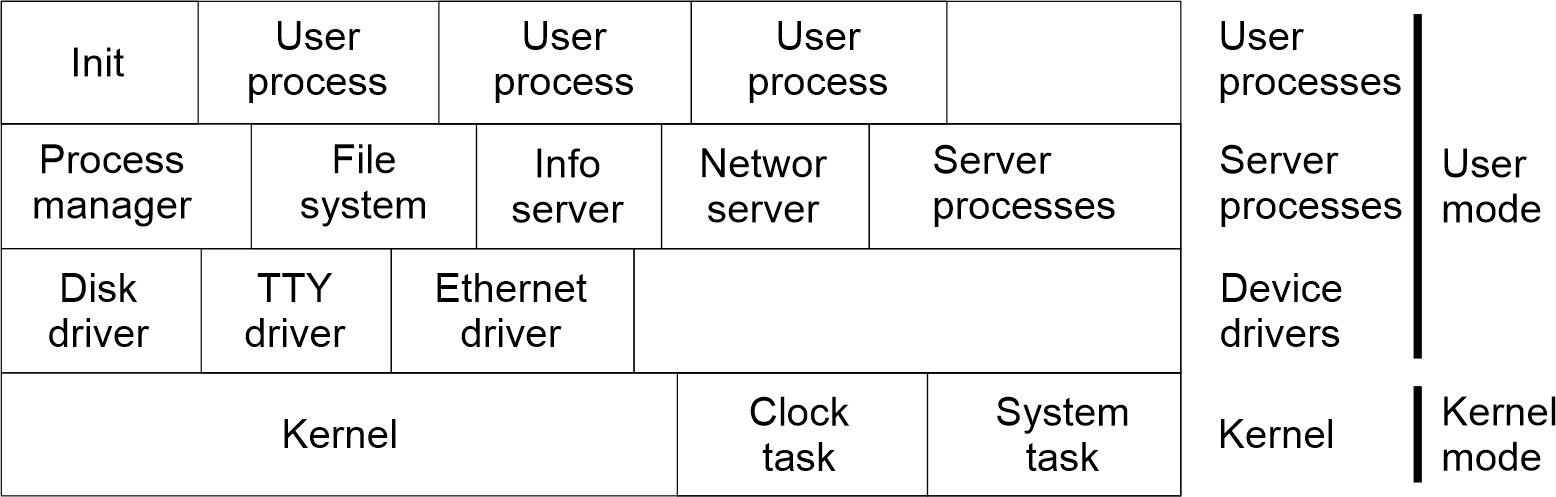 Init
User
process
User
process
User
process
User
processes
Process
manager
File
system
Info
server
Networ
server
Server
processes
Server
processes
User
mode
Disk
driver
TTY
driver
Ethernet
driver
Device
drivers
Kernel
Clock
task
System
task
Kernel
Kernel
mode